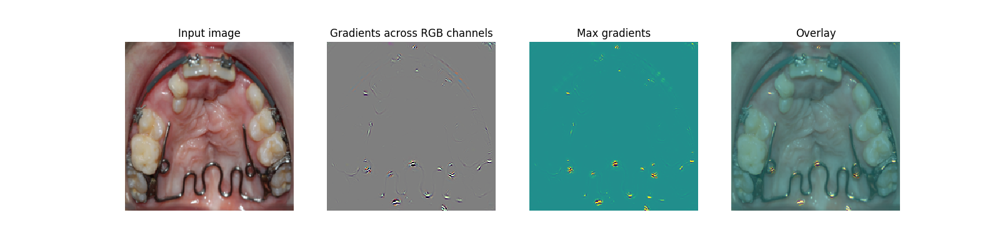 Input image
Gradients across RGB channels
Max gradients
Overlay